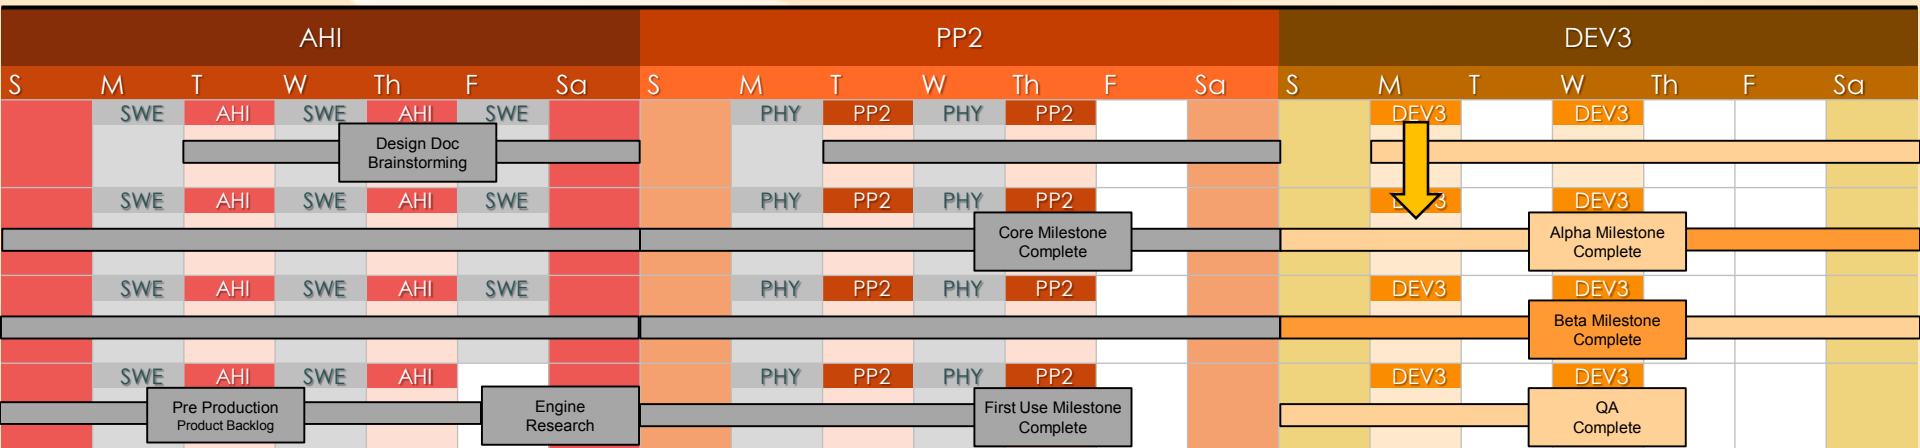 AHI PP2 DEV3
S M T W Th F Sa S M T W Th F Sa S M T W Th F Sa
SWE AHI SWE AHI SWE PHY PP2 PHY PP2 DEV3 DEV3
Design Doc
Brainstorming
SWE AHI SWE AHI SWE PHY PP2 PHY PP2 DEV3 DEV3
Core Milestone
Complete
Alpha Milestone
Complete
SWE AHI SWE AHI SWE PHY PP2 PHY PP2 DEV3 DEV3
Beta Milestone
Complete
SWE AHI SWE AHI PHY PP2 PHY PP2 DEV3 DEV3
Pre Production
Product Backlog
Engine
Research
First Use Milestone
Complete
QA
Complete